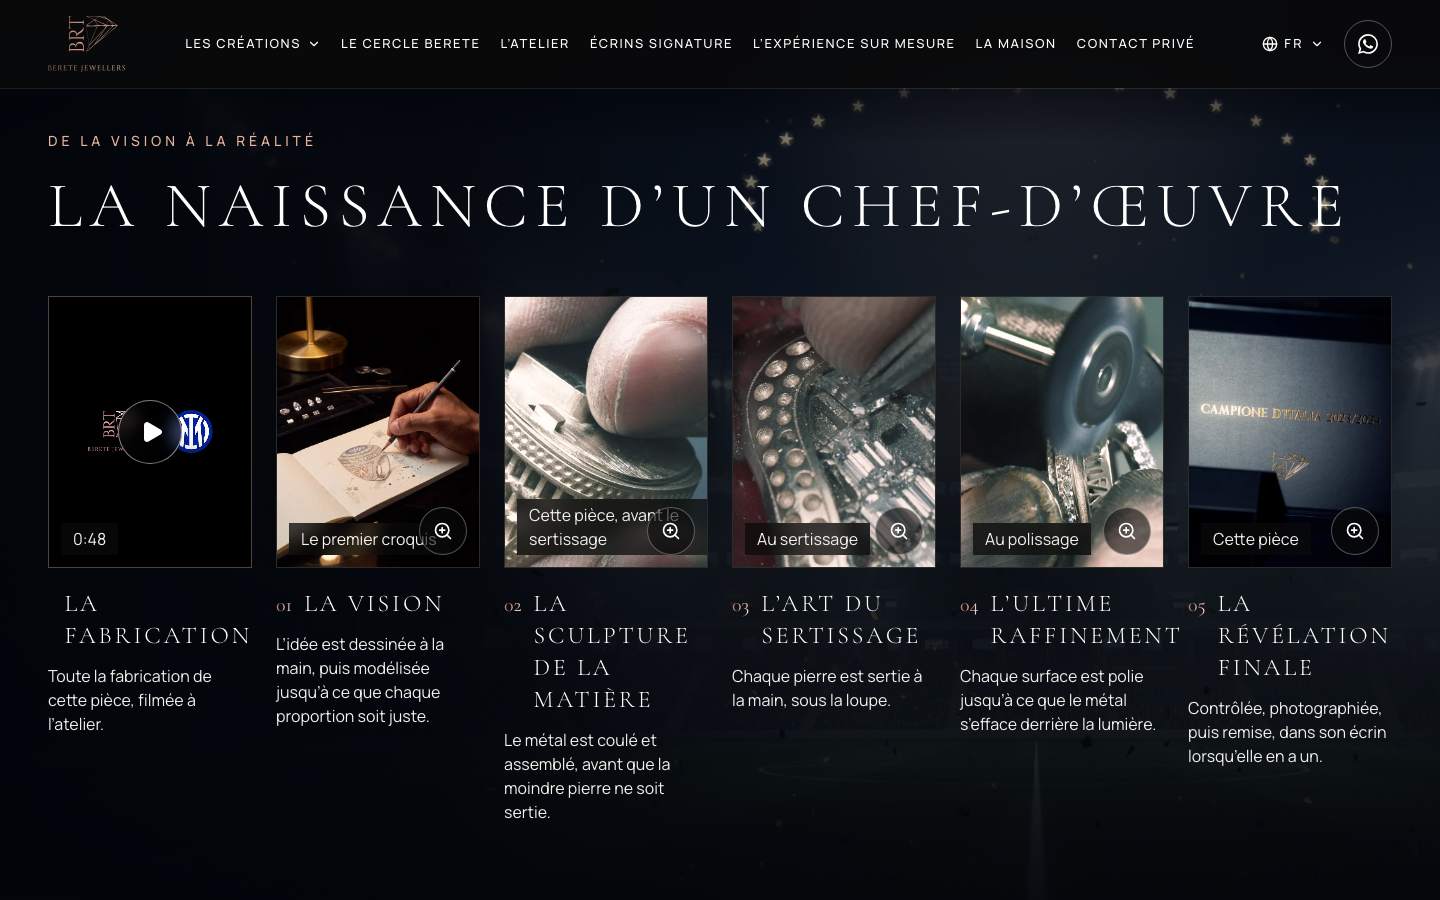 BRT
BERETE JEWELLERS
LES CRÉATIONS
LE CERCLE BERETE
L’ATELIER
ÉCRINS SIGNATURE
L’EXPÉRIENCE SUR MESURE
LA MAISON
CONTACT PRIVÉ
FR
DE LA VISION À LA RÉALITÉ
LA NAISSANCE D’UN CHEF-D’ŒUVRE
BRT
0:48
Le premier croquis
Cette pièce, avant le
sertissage
Au sertissage
Au polissage
CAMPIONE D'ITALIA
Cette pièce
LA
FABRICATION
Toute la fabrication de
cette pièce, filmée à
l’atelier.
01 LA VISION
L’idée est dessinée à la
main, puis modélisée
jusqu’à ce que chaque
proportion soit juste.
02 LA
SCULPTURE
DE LA
MATIÈRE
Le métal est coulé et
assemblé, avant que la
moindre pierre ne soit
sertie.
03 L’ART DU
SERTISSAGE
Chaque pierre est sertie à
la main, sous la loupe.
04 L’ULTIME
RAFFINEMENT
Chaque surface est polie
jusqu’à ce que le métal
s’efface derrière la lumière.
05 LA
RÉVÉLATION
FINALE
Contrôlée, photographiée,
puis remise, dans son écrin
lorsqu’elle en a un.